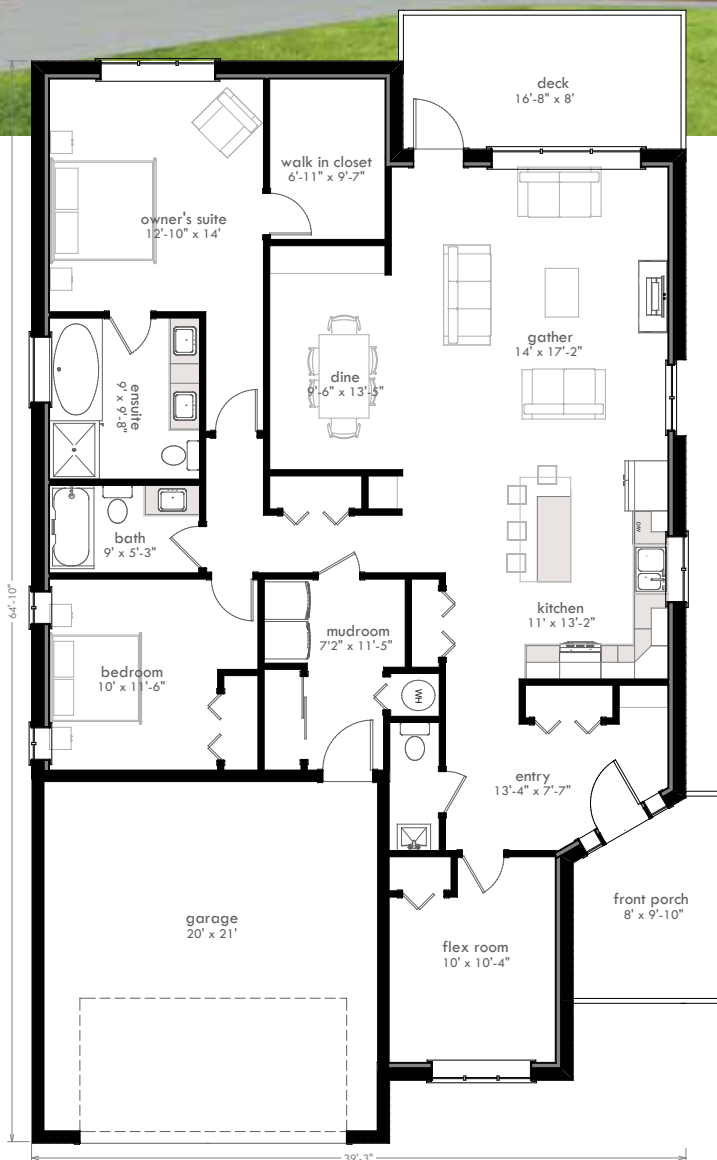 deck
16'-8" x 8'
walk in closet
6'-11" x 9'-7"
owner's suite
12'-10" x 14'
gather
14' x 17'-2"
dine
9'-6" x 13'-5"
ensuite
9' x 9'-8"
D/W
bath
9' x 5'-3"
64'-10"
kitchen
11' x 13'-2"
mudroom
7'2" x 11'-5"
bedroom
10' x 11'-6"
WH
entry
13'-4" x 7'-7"
front porch
8' x 9'-10"
garage
20' x 21'
flex room
10' x 10'-4"
39'-3"